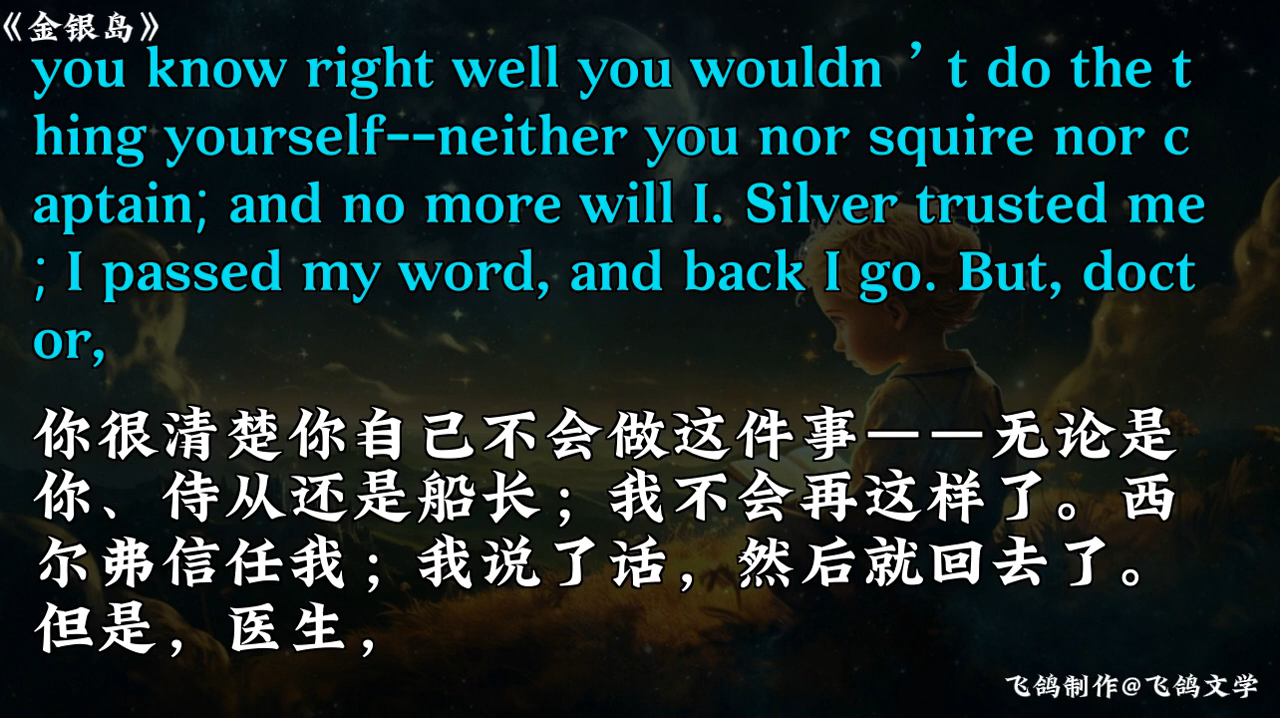 《金银岛》
you know right well you wouldn’t do the t
hing yourself--neither you nor squire nor c
aptain; and no more will I. Silver trusted me
; I passed my word, and back I go. But, doct
or,
你很清楚你自己不会做这件事——无论是
你、侍从还是船长；我不会再这样了。西
尔弗信任我；我说了话，然后就回去了。
但是，医生，
飞鸽制作@飞鸽文学